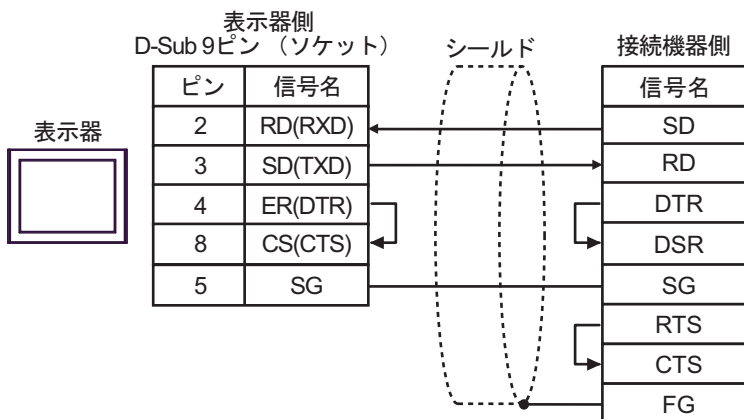 表示器側
D-Sub 9ピン （ソケット）
シールド
接続機器側
ピン 信号名
信号名
表示器
2 RD(RXD)
SD
3 SD(TXD)
RD
4 ER(DTR)
DTR
8 CS(CTS)
DSR
5 SG
SG
RTS
CTS
FG